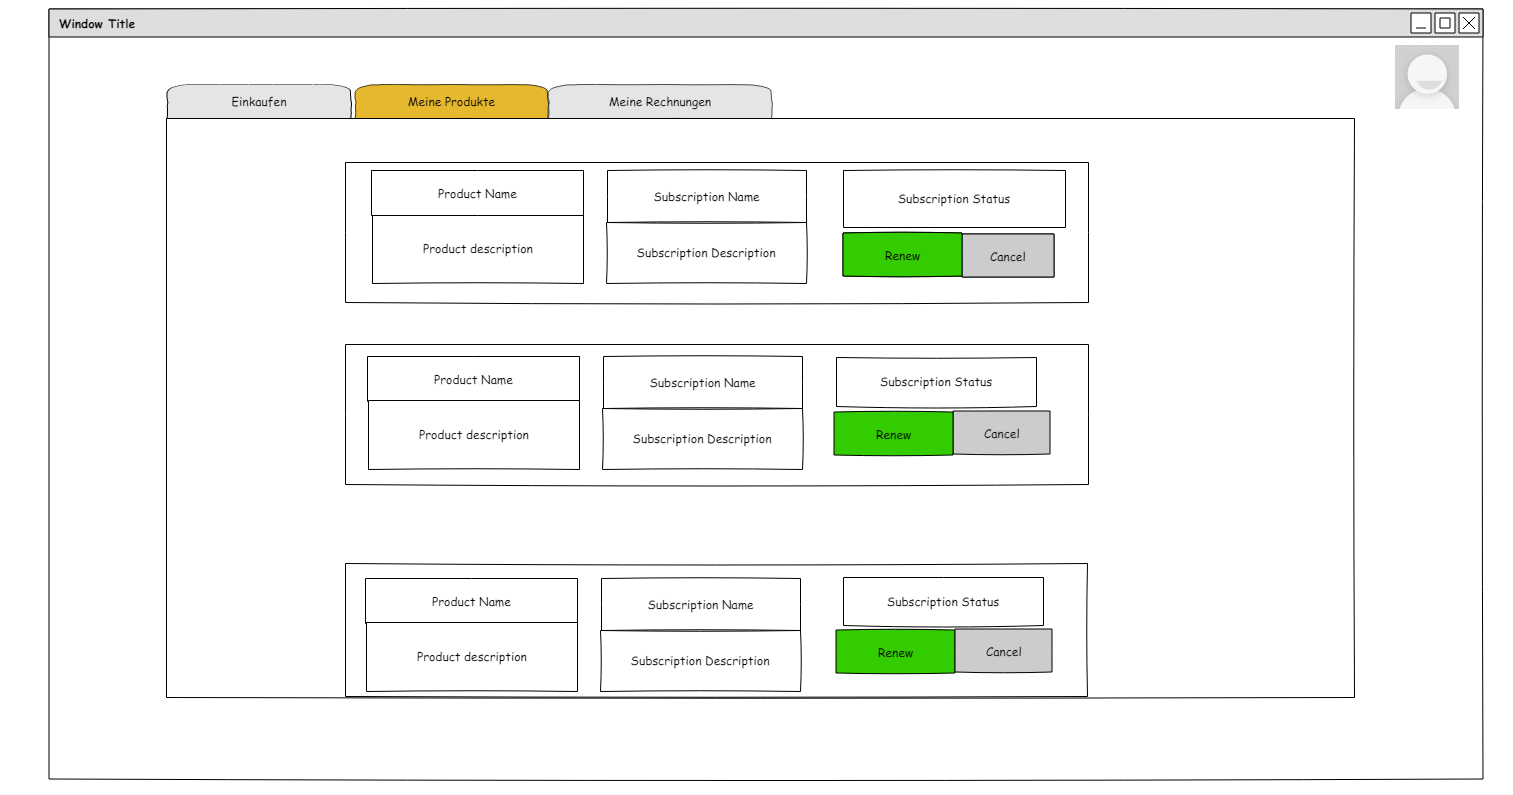 Window Title
Einkaufen
Meine Produkte
Meine Rechnungen
Product Name
Subscription Name
Subscription Status
Product description
Subscription Description
Renew
Cancel
Product Name
Subscription Name
Subscription Status
Product description
Subscription Description
Renew
Cancel
Product Name
Subscription Name
Subscription Status
Product description
Subscription Description
Renew
Cancel